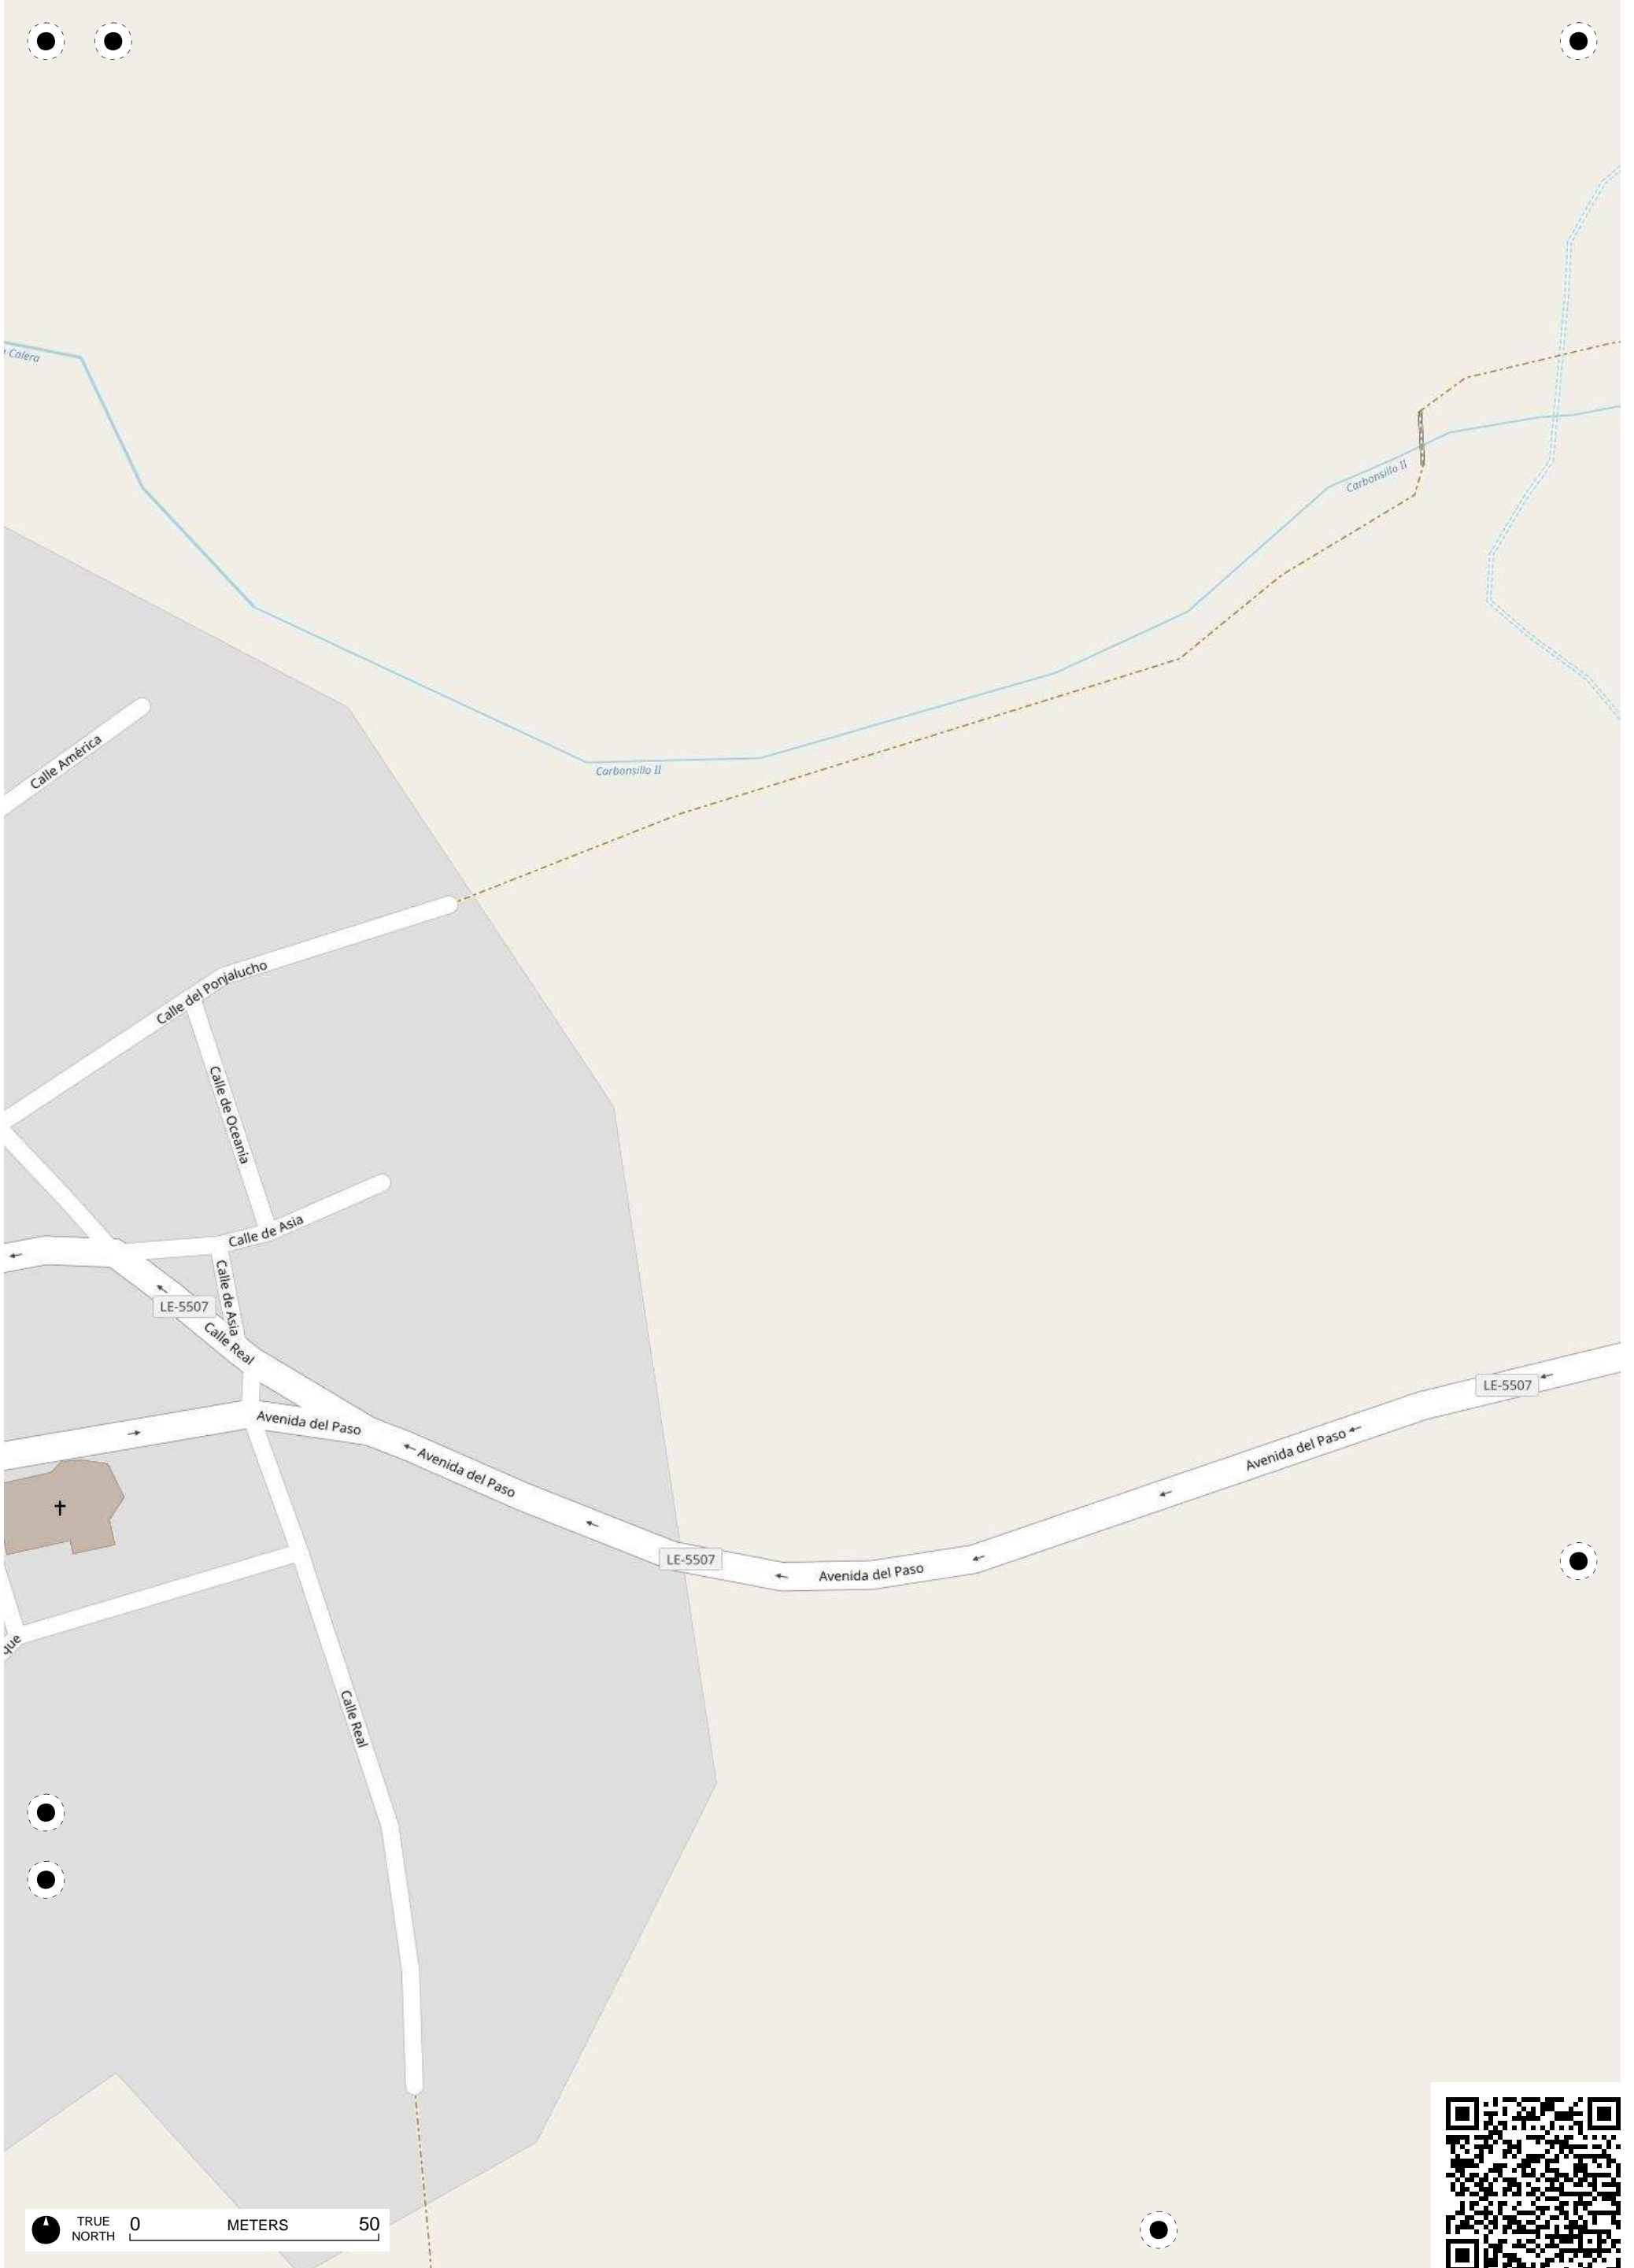 Calera
Carbonsillo II
Calle América
Carbonsillo II
Calle del Ponjalucho
Calle de Oceania
Calle de Asia
Calle de Asia
LE-5507
Calle Real
LE-5507
Avenida del Paso
Avenida del Paso
Avenida del Paso
LE-5507
Avenida del Paso
que
Calle Real
TRUE
NORTH
0 METERS 50